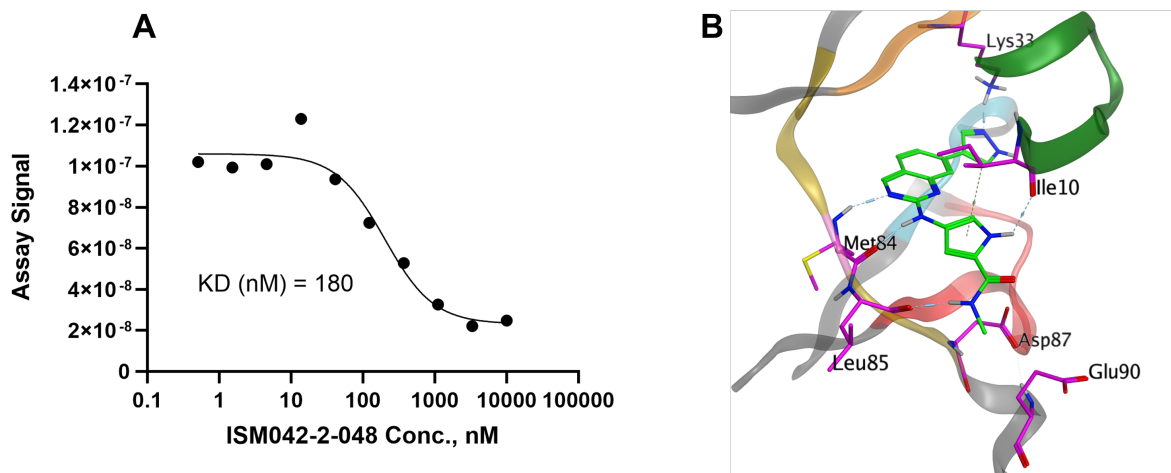 A
1.4×10⁻⁷
1.2×10⁻⁷
1×10⁻⁷
8×10⁻⁸
6×10⁻⁸
4×10⁻⁸
2×10⁻⁸
0
Assay Signal
KD (nM) = 180
0.1 1 10 100 1000 10000 100000
ISM042-2-048 Conc., nM
B
Lys33
Ile10
Met84
Asp87
Leu85
Glu90